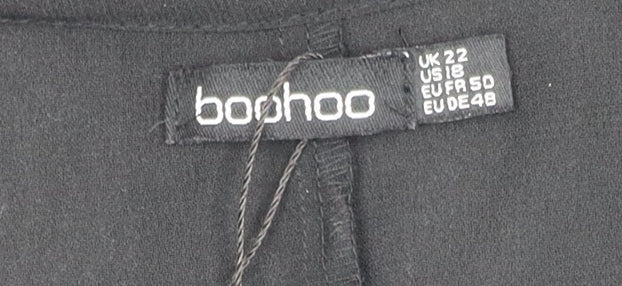 boohoo
UK 22
US 18
EU FR 50
EU DE 48